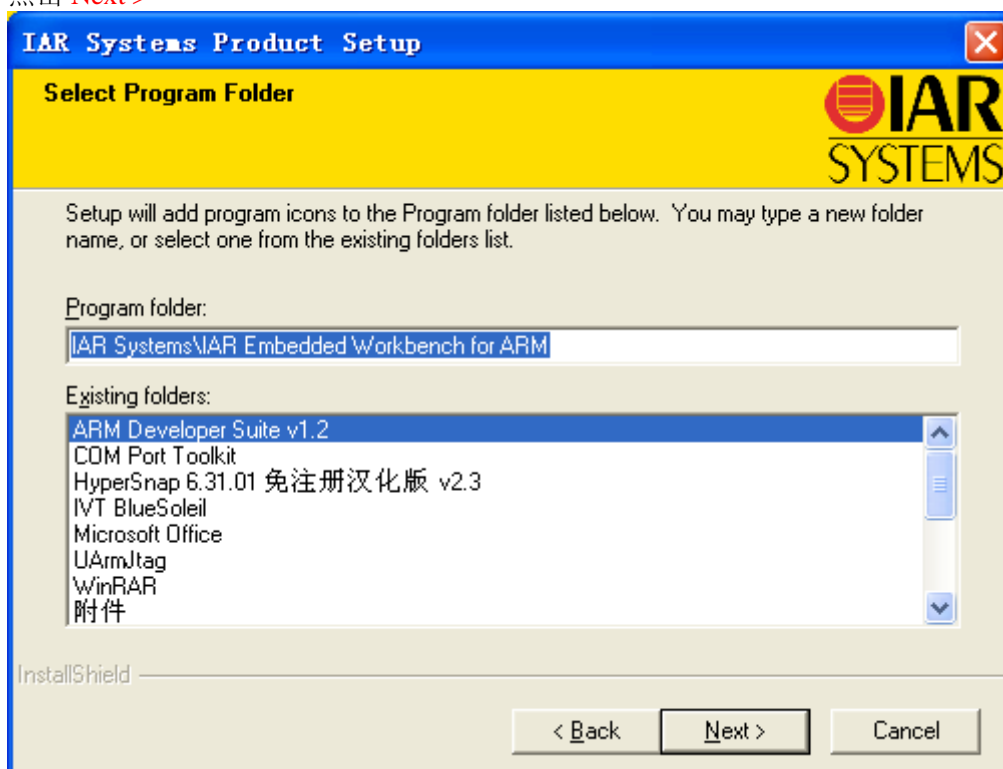 点击 Next >
IAR Systems Product Setup
Select Program Folder
IAR
SYSTEMS
Setup will add program icons to the Program folder listed below. You may type a new folder
name, or select one from the existing folders list.
Program folder:
IAR Systems\IAR Embedded Workbench for ARM
Existing folders:
ARM Developer Suite v1.2
COM Port Toolkit
HyperSnap 6.31.01 免注册汉化版 v2.3
IVT BlueSoleil
Microsoft Office
UArmJtag
WinRAR
附件
InstallShield
< Back Next > Cancel